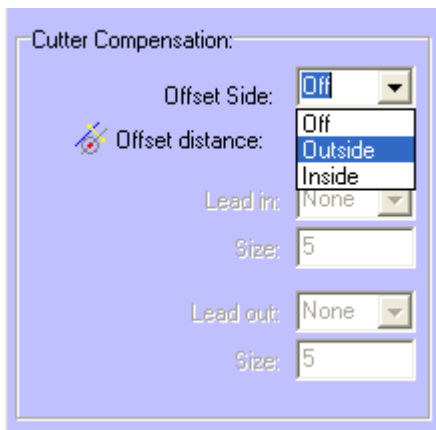 Cutter Compensation:
Offset Side: Off
Off
Offset distance:
Outside
Inside
Lead in: None
Size: 5
Lead out: None
Size: 5